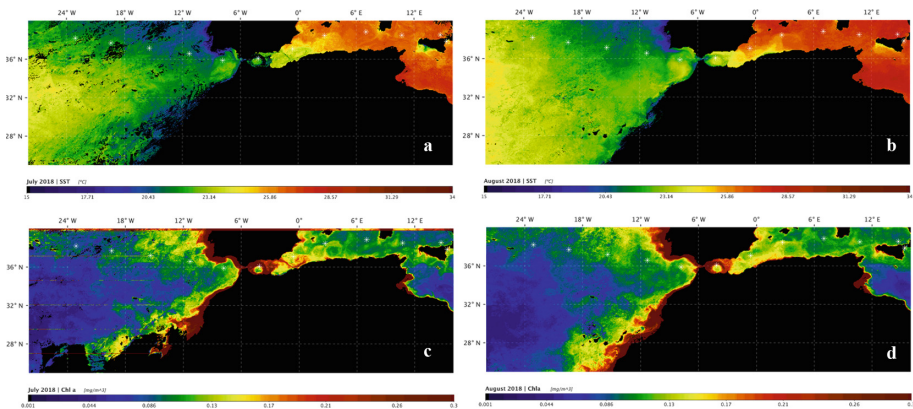 24° W 18° W 12° W 6° W 0° 6° E 12° E
36° N
32° N
28° N
a
July 2018 | SST [°C]
15 17.71 20.43 23.14 25.86 28.57 31.29 34
24° W 18° W 12° W 6° W 0° 6° E 12° E
36° N
32° N
28° N
b
August 2018 | SST [°C]
15 17.71 20.43 23.14 25.86 28.57 31.29 34
24° W 18° W 12° W 6° W 0° 6° E 12° E
36° N
32° N
28° N
c
July 2018 | Chl a [mg/m^3]
0.001 0.044 0.086 0.13 0.17 0.21 0.26 0.3
24° W 18° W 12° W 6° W 0° 6° E 12° E
36° N
32° N
28° N
d
August 2018 | Chla [mg/m^3]
0.001 0.044 0.086 0.13 0.17 0.21 0.26